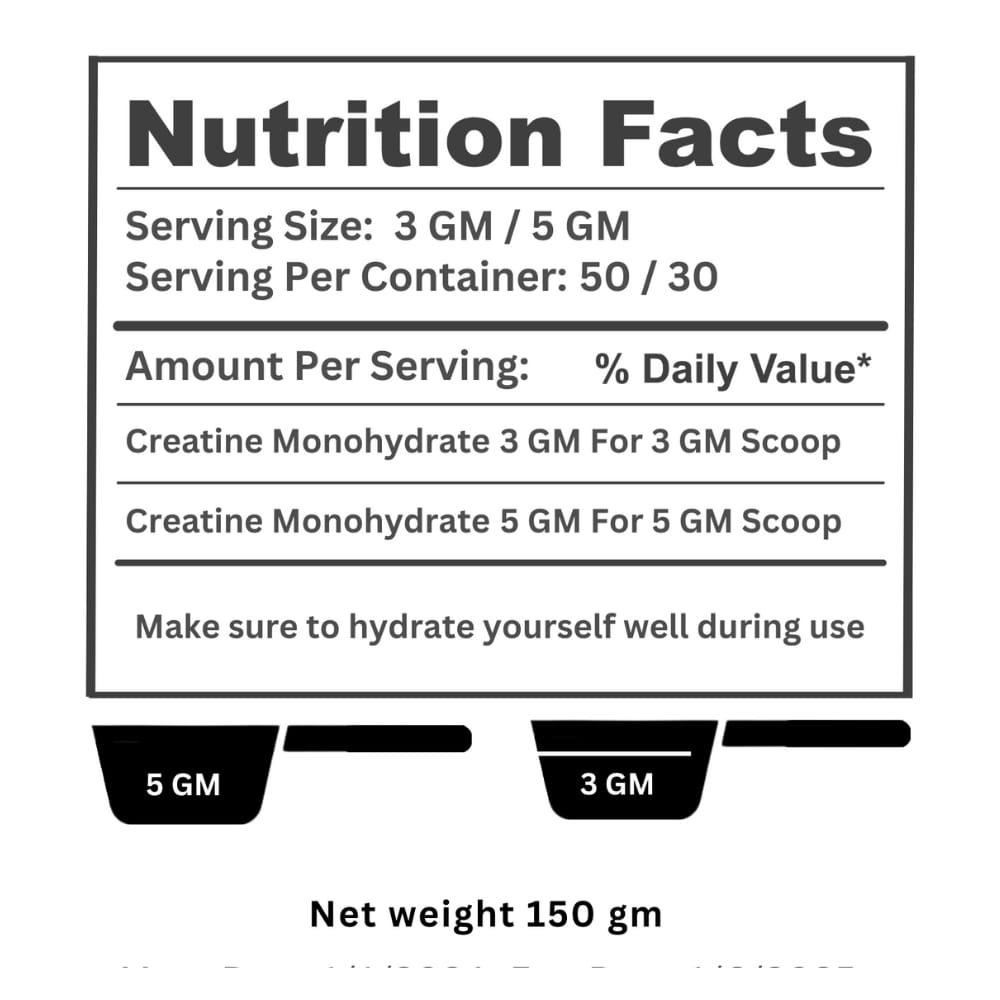 Nutrition Facts
Serving Size: 3 GM / 5 GM
Serving Per Container: 50 / 30
Amount Per Serving: % Daily Value*
Creatine Monohydrate 3 GM For 3 GM Scoop
Creatine Monohydrate 5 GM For 5 GM Scoop
Make sure to hydrate yourself well during use
5 GM 3 GM
Net weight 150 gm